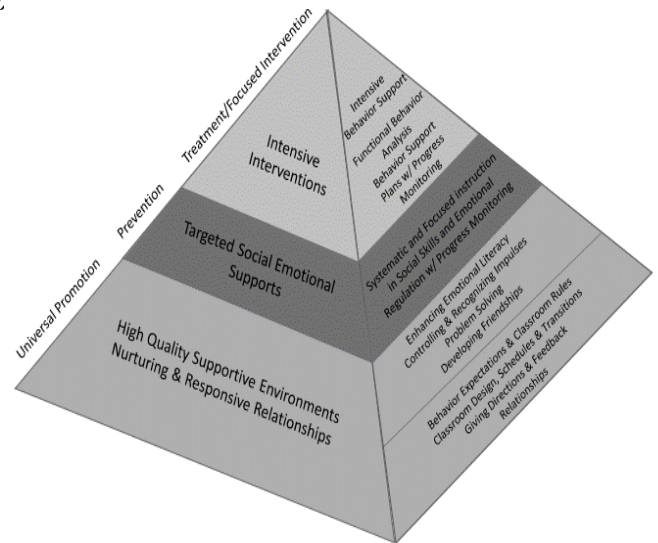 Treatment/Focused Intervention
Prevention
Universal Promotion
Intensive
Interventions
Targeted Social Emotional
Supports
High Quality Supportive Environments
Nurturing & Responsive Relationships
Intensive
Behavior Support
Functional Behavior
Analysis
Behavior Support
Plans w/ Progress
Monitoring
Systematic and Focused instruction
in Social Skills and Emotional
Regulation w/ Progress Monitoring
Enhancing Emotional Literacy
Controlling & Recognizing Impulses
Problem Solving
Developing Friendships
Behavior Expectations & Classroom Rules
Classroom Design, Schedules & Transitions
Giving Directions & Feedback
Relationships